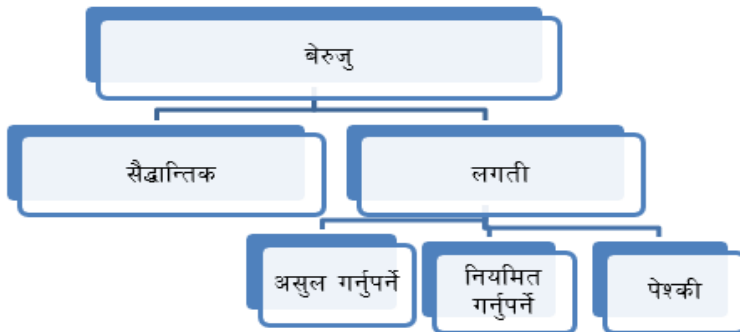 बेरुजु
सैद्धान्तिक
लगती
असुल गर्नुपर्ने
नियमित
गर्नुपर्ने
पेश्की